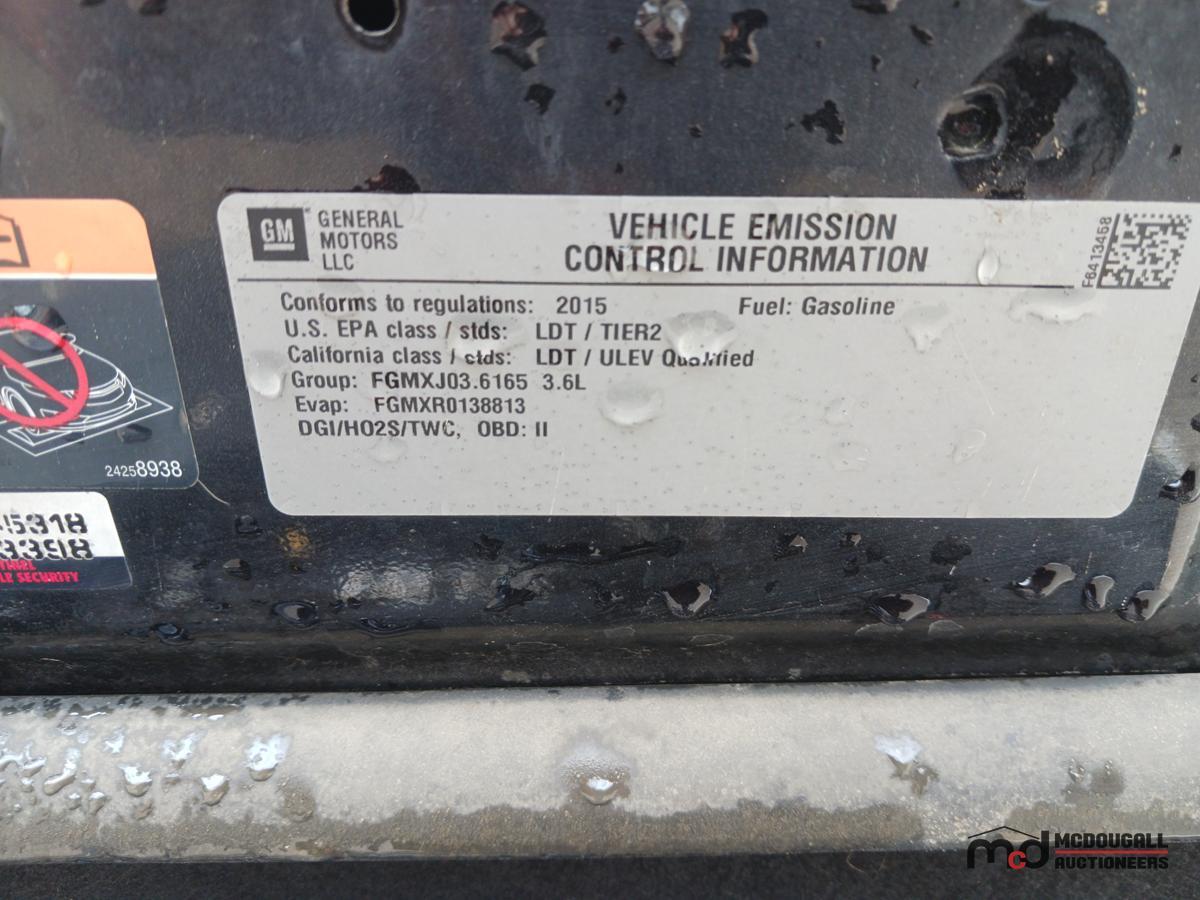 GM GENERAL MOTORS LLC
VEHICLE EMISSION
CONTROL INFORMATION
F6413458
Conforms to regulations: 2015 Fuel: Gasoline
U.S. EPA class / stds: LDT / TIER2
California class / stds: LDT / ULEV Qualified
Group: FGMXJ03.6165 3.6L
Evap: FGMXR0138813
DGI/HO2S/TWC, OBD: II
24258938
5318
3398
SECURITY
mcd MCDOUGALL
AUCTIONEERS